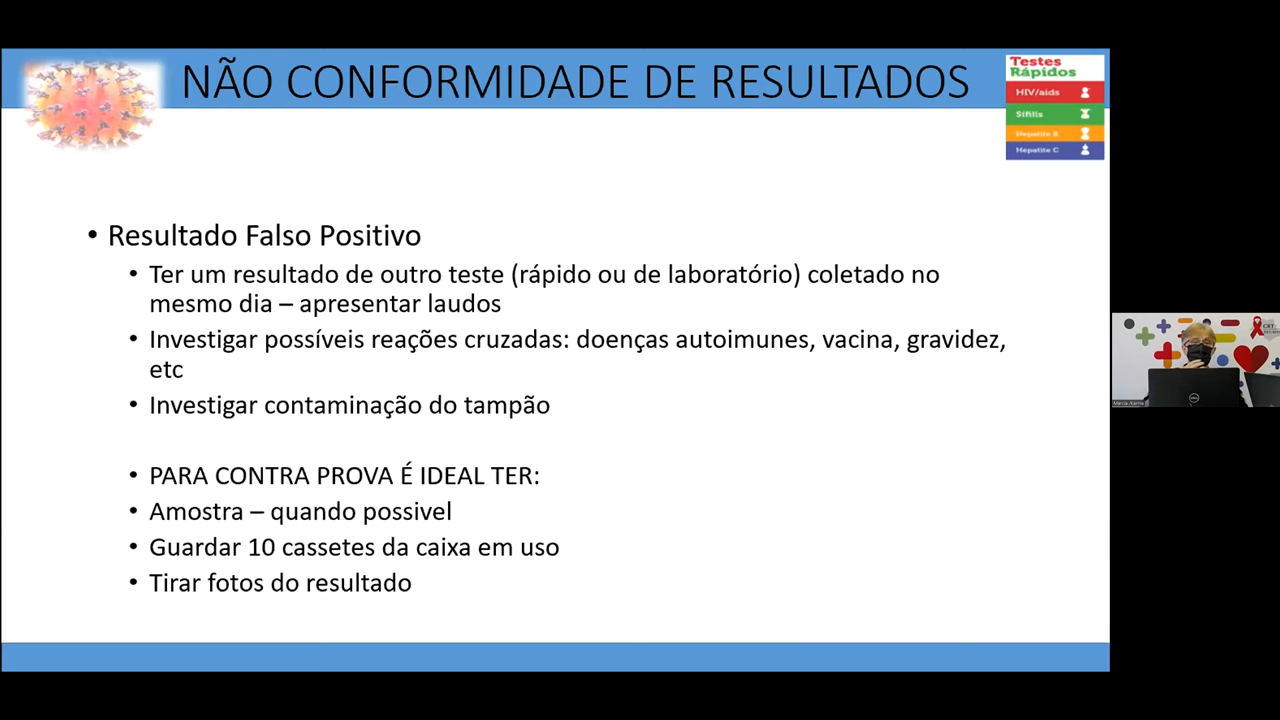 NÃO CONFORMIDADE DE RESULTADOS
Testes
Rápidos
HIV/aids
Sífilis
Hepatite B
Hepatite C
• Resultado Falso Positivo
• Ter um resultado de outro teste (rápido ou de laboratório) coletado no
mesmo dia – apresentar laudos
• Investigar possíveis reações cruzadas: doenças autoimunes, vacina, gravidez,
etc
• Investigar contaminação do tampão
• PARA CONTRA PROVA É IDEAL TER:
• Amostra – quando possivel
• Guardar 10 cassetes da caixa em uso
• Tirar fotos do resultado
CRT